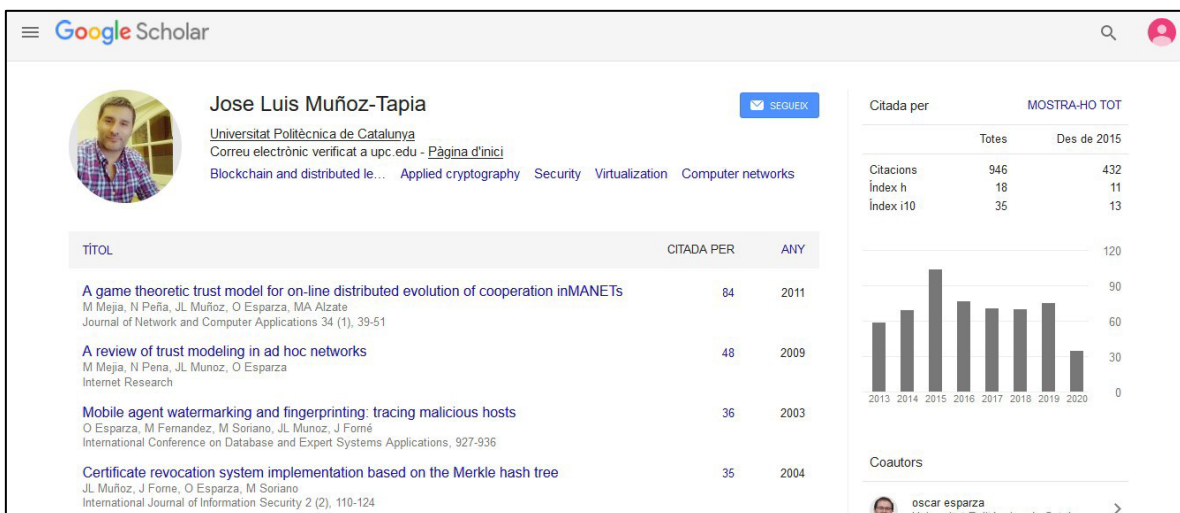 Google Scholar
Jose Luis Muñoz-Tapia
SEGUEIX
Universitat Politècnica de Catalunya
Correu electrònic verificat a upc.edu - Pàgina d'inici
Blockchain and distributed le... Applied cryptography Security Virtualization Computer networks
TÍTOL CITADA PER ANY
A game theoretic trust model for on-line distributed evolution of cooperation inMANETs 84 2011
M Mejia, N Peña, JL Muñoz, O Esparza, MA Alzate
Journal of Network and Computer Applications 34 (1), 39-51
A review of trust modeling in ad hoc networks 48 2009
M Mejia, N Pena, JL Munoz, O Esparza
Internet Research
Mobile agent watermarking and fingerprinting: tracing malicious hosts 36 2003
O Esparza, M Fernandez, M Soriano, JL Munoz, J Forné
International Conference on Database and Expert Systems Applications, 927-936
Certificate revocation system implementation based on the Merkle hash tree 35 2004
JL Muñoz, J Forne, O Esparza, M Soriano
International Journal of Information Security 2 (2), 110-124
Citada per MOSTRA-HO TOT
Totes Des de 2015
Citacions 946 432
Índex h 18 11
Índex i10 35 13
120
90
60
30
0
2013 2014 2015 2016 2017 2018 2019 2020
Coautors
oscar esparza